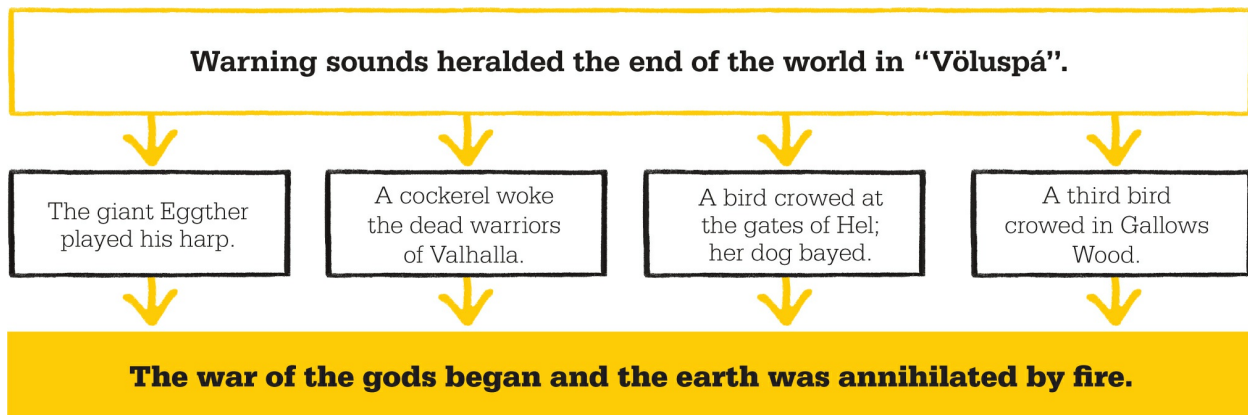 Warning sounds heralded the end of the world in “Völuspá”.
The giant Eggther
played his harp.
A cockerel woke
the dead warriors
of Valhalla.
A bird crowed at
the gates of Hel;
her dog bayed.
A third bird
crowed in Gallows
Wood.
The war of the gods began and the earth was annihilated by fire.